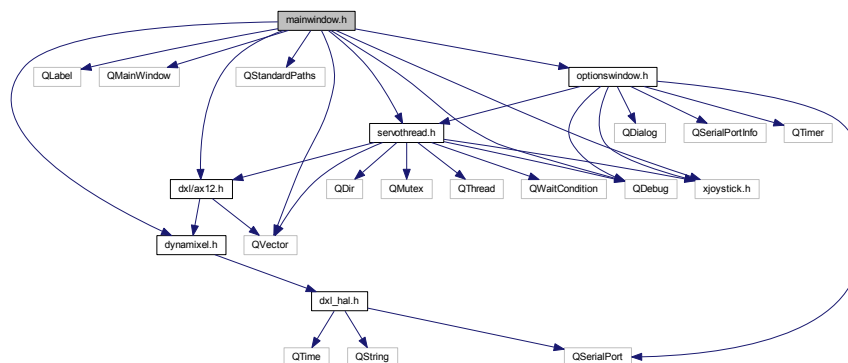 mainwindow.h
QLabel
QMainWindow
QStandardPaths
optionswindow.h
servothread.h
QDialog
QSerialPortInfo
QTimer
dxl/ax12.h
QDir
QMutex
QThread
QWaitCondition
QDebug
xjoystick.h
dynamixel.h
QVector
dxl_hal.h
QTime
QString
QSerialPort